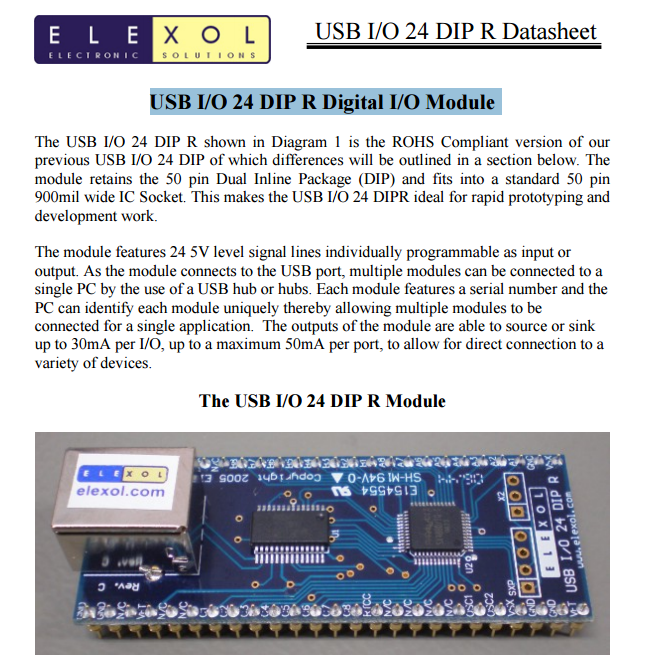 E L E X O L
ELECTRONIC SOLUTIONS
USB I/O 24 DIP R Datasheet
USB I/O 24 DIP R Digital I/O Module
The USB I/O 24 DIP R shown in Diagram 1 is the ROHS Compliant version of our
previous USB I/O 24 DIP of which differences will be outlined in a section below. The
module retains the 50 pin Dual Inline Package (DIP) and fits into a standard 50 pin
900mil wide IC Socket. This makes the USB I/O 24 DIPR ideal for rapid prototyping and
development work.
The module features 24 5V level signal lines individually programmable as input or
output. As the module connects to the USB port, multiple modules can be connected to a
single PC by the use of a USB hub or hubs. Each module features a serial number and the
PC can identify each module uniquely thereby allowing multiple modules to be
connected for a single application. The outputs of the module are able to source or sink
up to 30mA per I/O, up to a maximum 50mA per port, to allow for direct connection to a
variety of devices.
The USB I/O 24 DIP R Module
E L E X O L
elexol.com
Copyright 2005
E154554
SH-M194V-0
X2
U1
U2
SXP
E L E X O L
USB I/O 24 DIP R
www.elexol.com
Rev. C